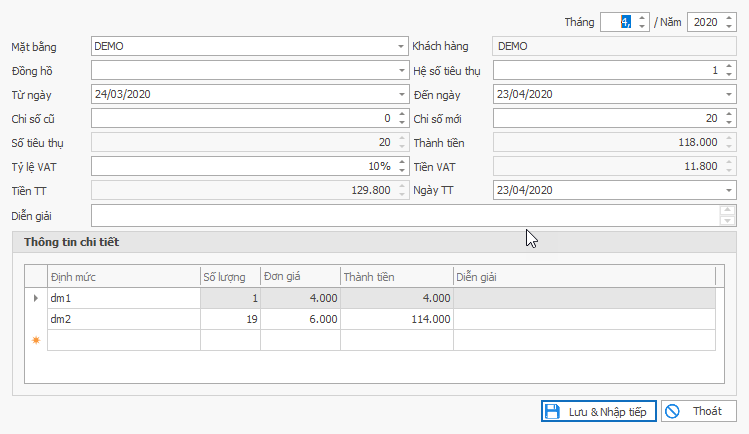 Tháng 4, / Năm 2020
Mặt bằng DEMO Khách hàng DEMO
Đồng hồ Hệ số tiêu thụ 1
Từ ngày 24/03/2020 Đến ngày 23/04/2020
Chỉ số cũ 0 Chỉ số mới 20
Số tiêu thụ 20 Thành tiền 118.000
Tỷ lệ VAT 10% Tiền VAT 11.800
Tiền TT 129.800 Ngày TT 23/04/2020
Diễn giải
Thông tin chi tiết
Định mức Số lượng Đơn giá Thành tiền Diễn giải
dm1 1 4.000 4.000
dm2 19 6.000 114.000
Lưu & Nhập tiếp Thoát